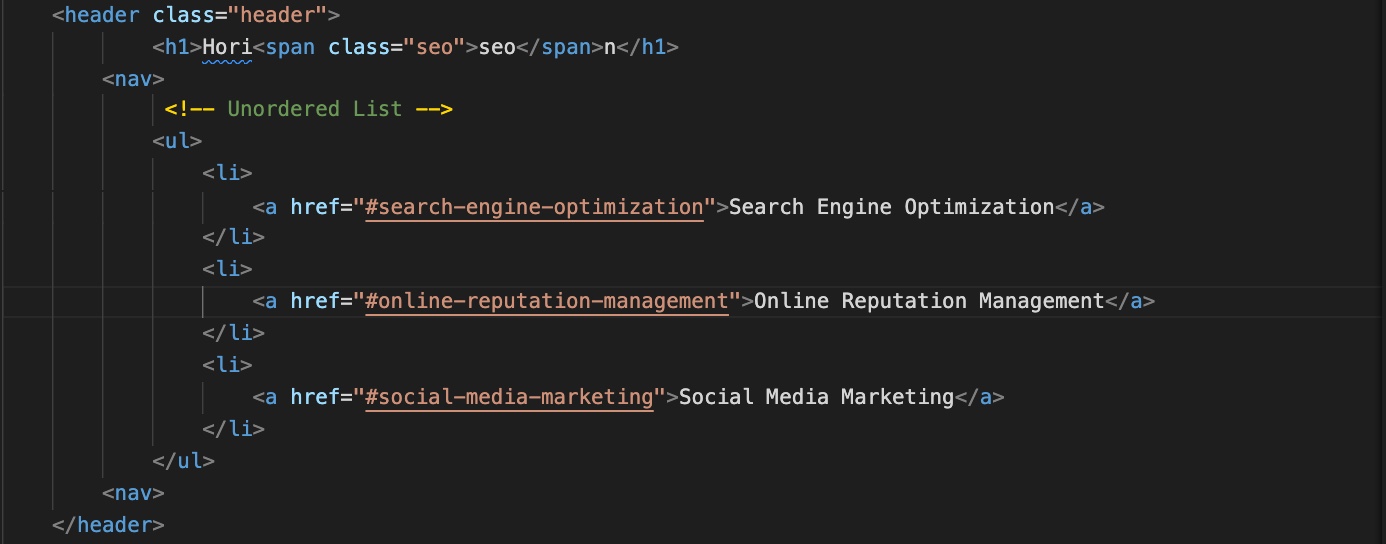 <header class="header">
<h1>Hori<span class="seo">seo</span>n</h1>
<nav>
<!-- Unordered List -->
<ul>
<li>
<a href="#search-engine-optimization">Search Engine Optimization</a>
</li>
<li>
<a href="#online-reputation-management">Online Reputation Management</a>
</li>
<li>
<a href="#social-media-marketing">Social Media Marketing</a>
</li>
</ul>
<nav>
</header>